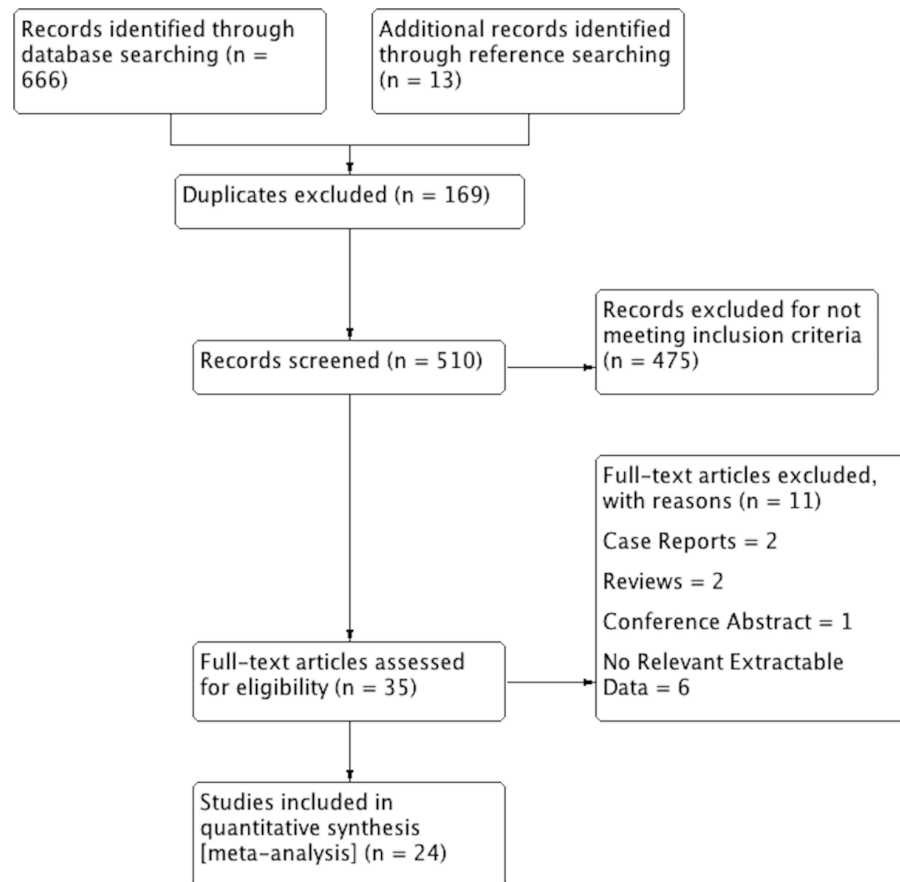 Records identified through
database searching (n =
666)
Additional records identified
through reference searching
(n = 13)
Duplicates excluded (n = 169)
Records screened (n = 510)
Records excluded for not
meeting inclusion criteria
(n = 475)
Full-text articles excluded,
with reasons (n = 11)
Case Reports = 2
Reviews = 2
Conference Abstract = 1
No Relevant Extractable
Data = 6
Full-text articles assessed
for eligibility (n = 35)
Studies included in
quantitative synthesis
[meta-analysis] (n = 24)